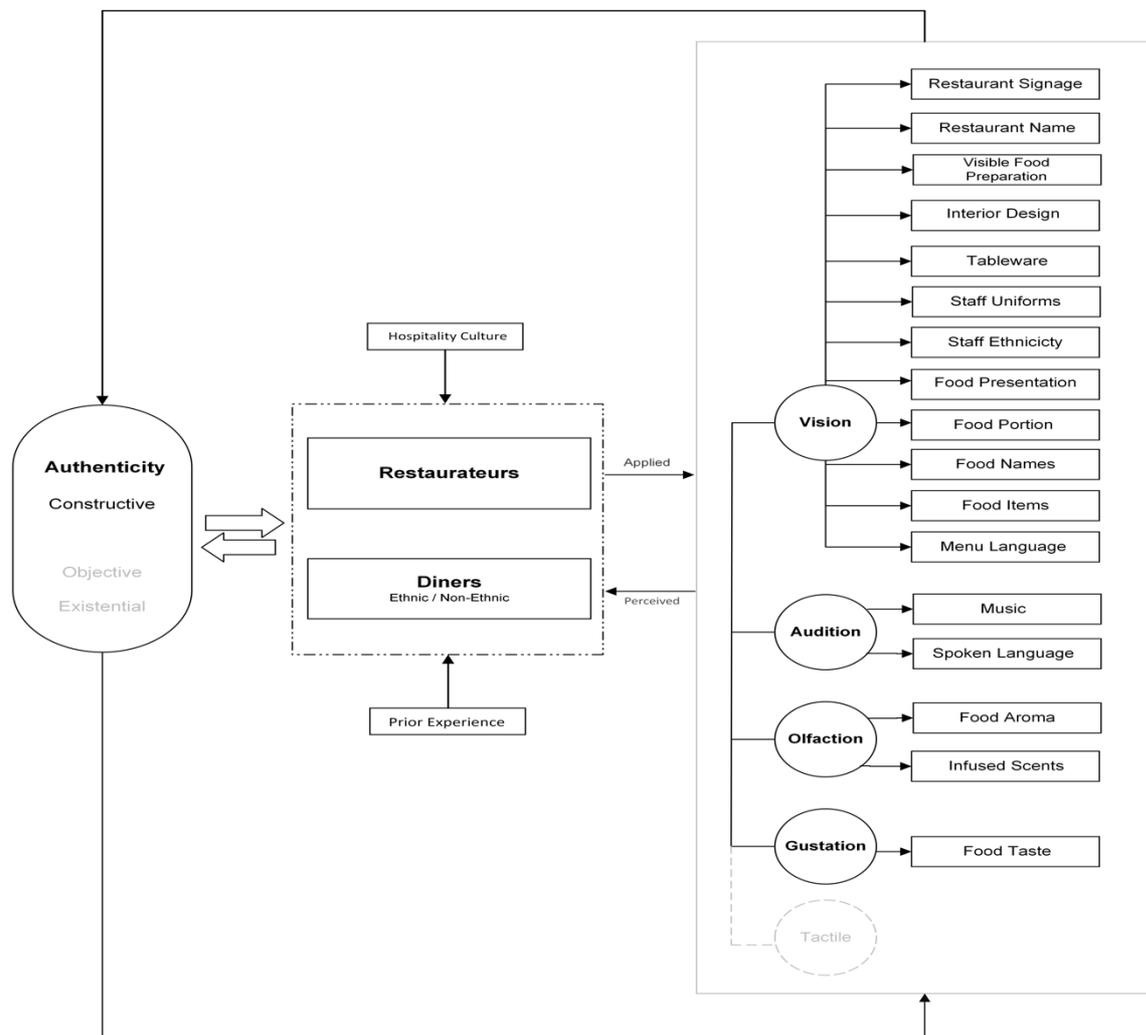 Restaurant Signage
Restaurant Name
Visible Food
Preparation
Interior Design
Tableware
Staff Uniforms
Staff Ethnicicty
Food Presentation
Food Portion
Food Names
Food Items
Menu Language
Vision
Hospitality Culture
Authenticity
Constructive
Objective
Existential
Restaurateurs
Diners
Ethnic / Non-Ethnic
Applied
Perceived
Prior Experience
Audition
Music
Spoken Language
Olfaction
Food Aroma
Infused Scents
Gustation
Food Taste
Tactile